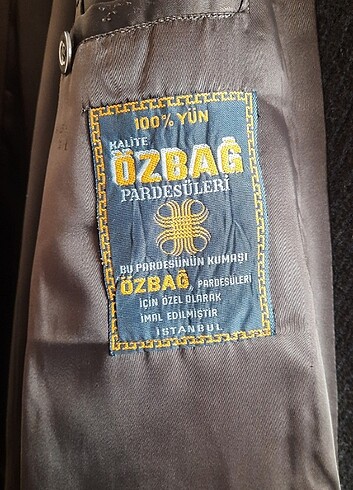 100% YÜN
KALİTE
ÖZBAĞ
PARDESÜLERİ
BU PARDESÜNÜN KUMAŞI
ÖZBAĞ, PARDESÜLERİ
İÇİN ÖZEL OLARAK
İMAL EDİLMİŞTİR
İSTANBUL